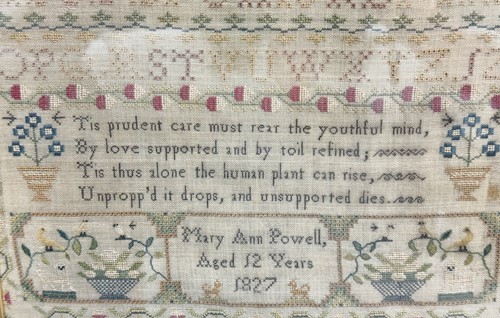 O P Q R S T U V W X Y Z
Tis prudent care must rear the youthful mind,
By love supported and by toil refined;
Tis thus alone the human plant can rise,
Unpropp'd it drops, and unsupported dies..
Mary Ann Powell,
Aged 12 Years
1827